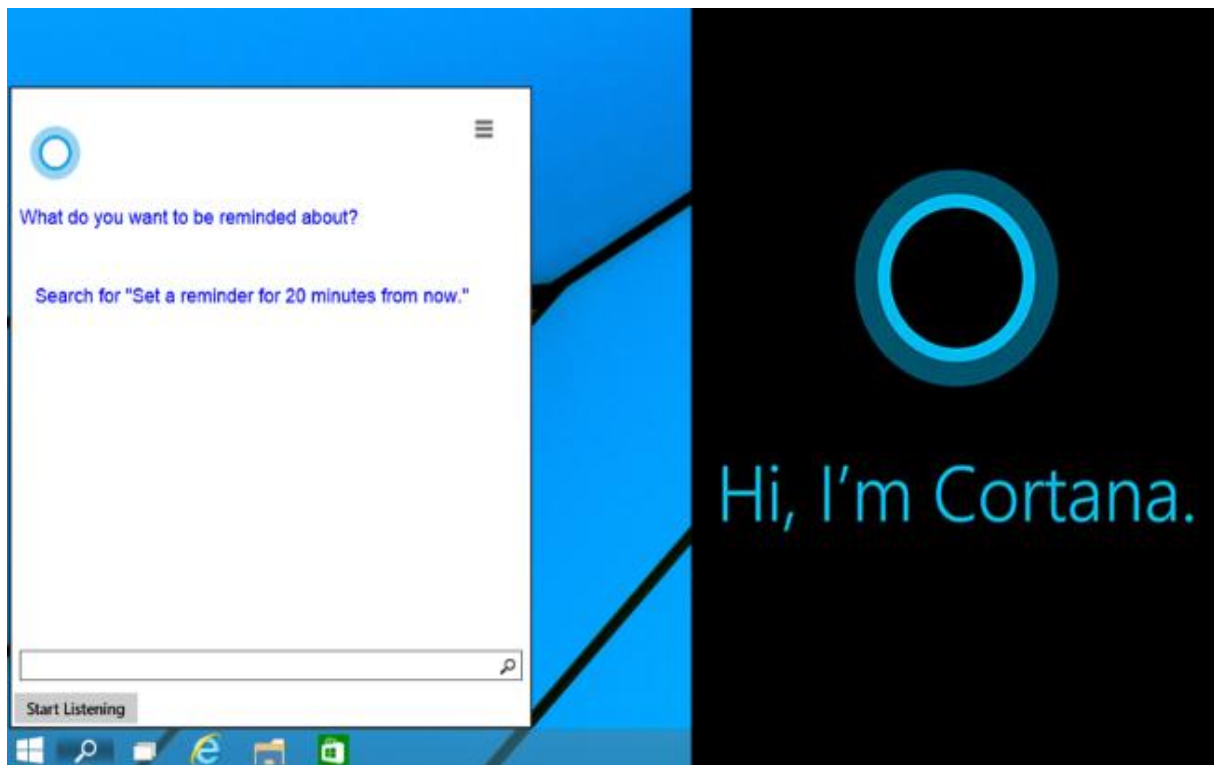 What do you want to be reminded about?
Search for "Set a reminder for 20 minutes from now."
Start Listening
Hi, I'm Cortana.